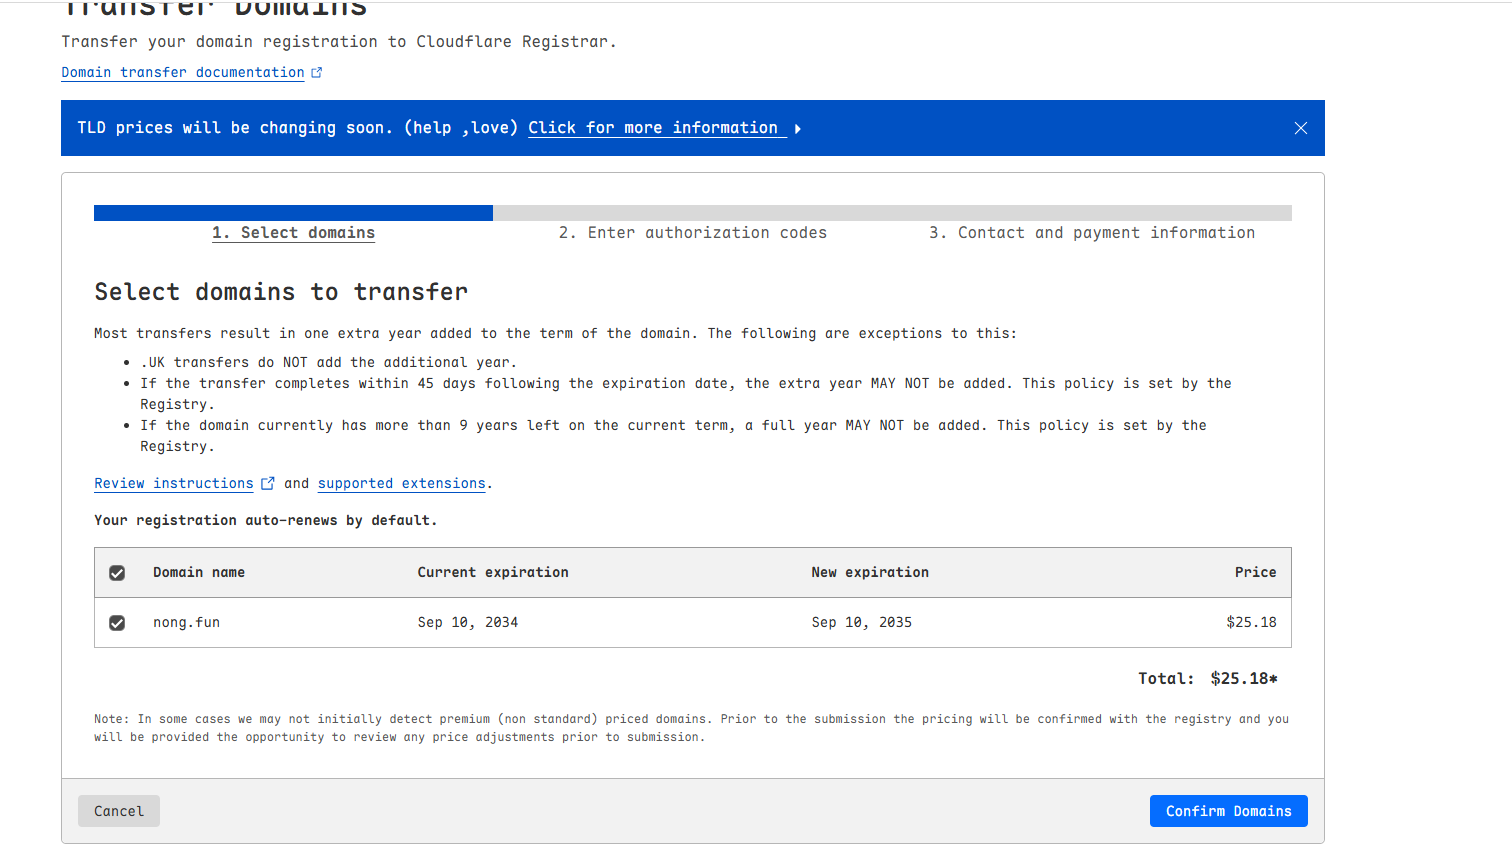 Transfer Domains
Transfer your domain registration to Cloudflare Registrar.
Domain transfer documentation
TLD prices will be changing soon. (help ,love) Click for more information
1. Select domains
2. Enter authorization codes
3. Contact and payment information
Select domains to transfer
Most transfers result in one extra year added to the term of the domain. The following are exceptions to this:
• .UK transfers do NOT add the additional year.
• If the transfer completes within 45 days following the expiration date, the extra year MAY NOT be added. This policy is set by the
Registry.
• If the domain currently has more than 9 years left on the current term, a full year MAY NOT be added. This policy is set by the
Registry.
Review instructions and supported extensions.
Your registration auto-renews by default.
Domain name Current expiration New expiration Price
nong.fun Sep 10, 2034 Sep 10, 2035 $25.18
Total: $25.18*
Note: In some cases we may not initially detect premium (non standard) priced domains. Prior to the submission the pricing will be confirmed with the registry and you
will be provided the opportunity to review any price adjustments prior to submission.
Cancel
Confirm Domains